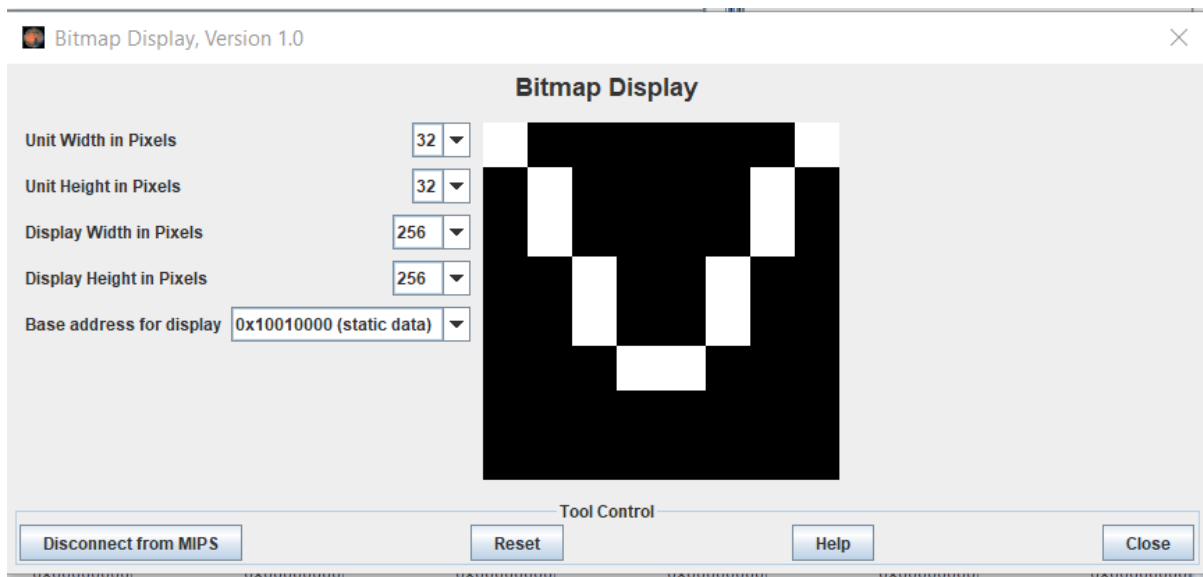 Bitmap Display, Version 1.0
Bitmap Display
Unit Width in Pixels 32
Unit Height in Pixels 32
Display Width in Pixels 256
Display Height in Pixels 256
Base address for display 0x10010000 (static data)
Tool Control
Disconnect from MIPS Reset Help Close